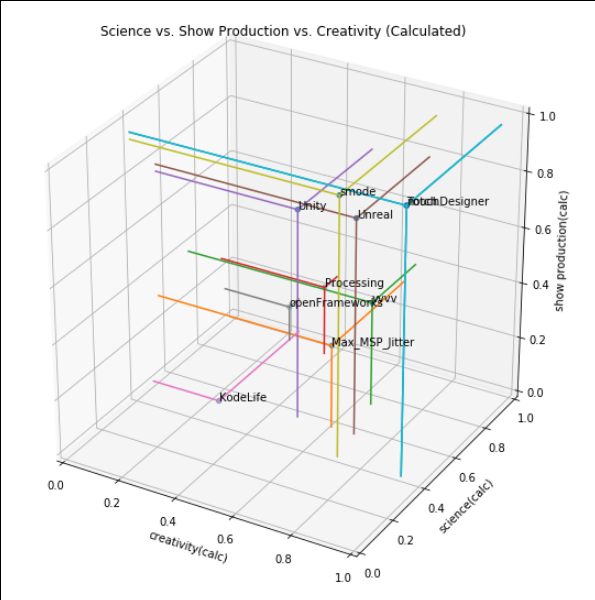 Science vs. Show Production vs. Creativity (Calculated)
1.0
0.8
show production(calc)
0.6
0.4
0.2
0.0
smode
TouchDesigner
Unity
Unreal
Processing
openFrameworks
vvvv
Max_MSP_Jitter
KodeLife
0.0
0.2
0.4
0.6
0.8
1.0
creativity(calc)
0.0
0.2
0.4
0.6
0.8
1.0
science(calc)